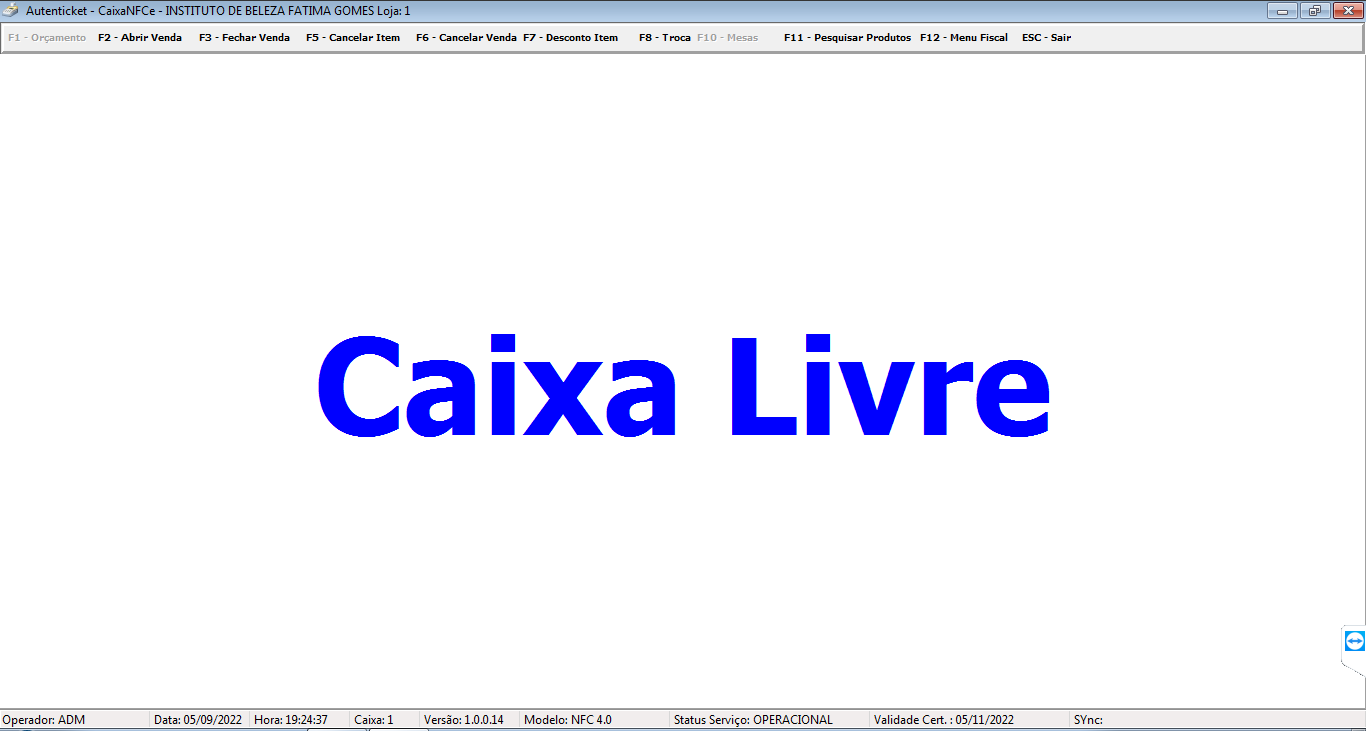 Autenticket - CaixaNFCe - INSTITUTO DE BELEZA FATIMA GOMES Loja: 1
F1 - Orçamento F2 - Abrir Venda F3 - Fechar Venda F5 - Cancelar Item F6 - Cancelar Venda F7 - Desconto Item F8 - Troca F10 - Mesas F11 - Pesquisar Produtos F12 - Menu Fiscal ESC - Sair
Caixa Livre
Operador: ADM Data: 05/09/2022 Hora: 19:24:37 Caixa: 1 Versão: 1.0.0.14 Modelo: NFC 4.0 Status Serviço: OPERACIONAL Validade Cert. : 05/11/2022 SYnc: